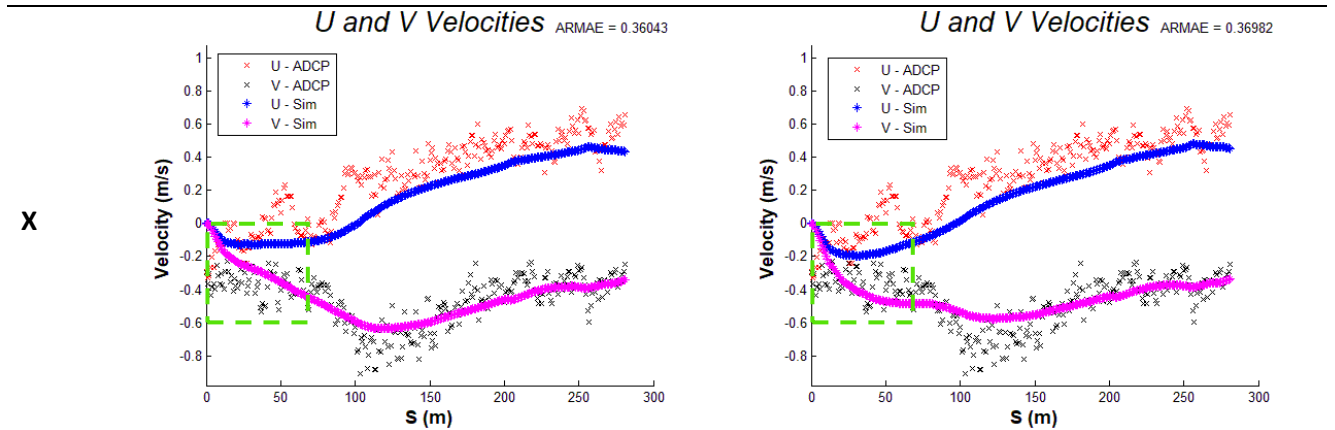 U and V Velocities ARMAE = 0.36043
1
0.8
0.6
0.4
0.2
0
-0.2
-0.4
-0.6
-0.8
Velocity (m/s)
U - ADCP
V - ADCP
U - Sim
V - Sim
0 50 100 150 200 250 300
S (m)
U and V Velocities ARMAE = 0.36982
1
0.8
0.6
0.4
0.2
0
-0.2
-0.4
-0.6
-0.8
Velocity (m/s)
U - ADCP
V - ADCP
U - Sim
V - Sim
0 50 100 150 200 250 300
S (m)
X